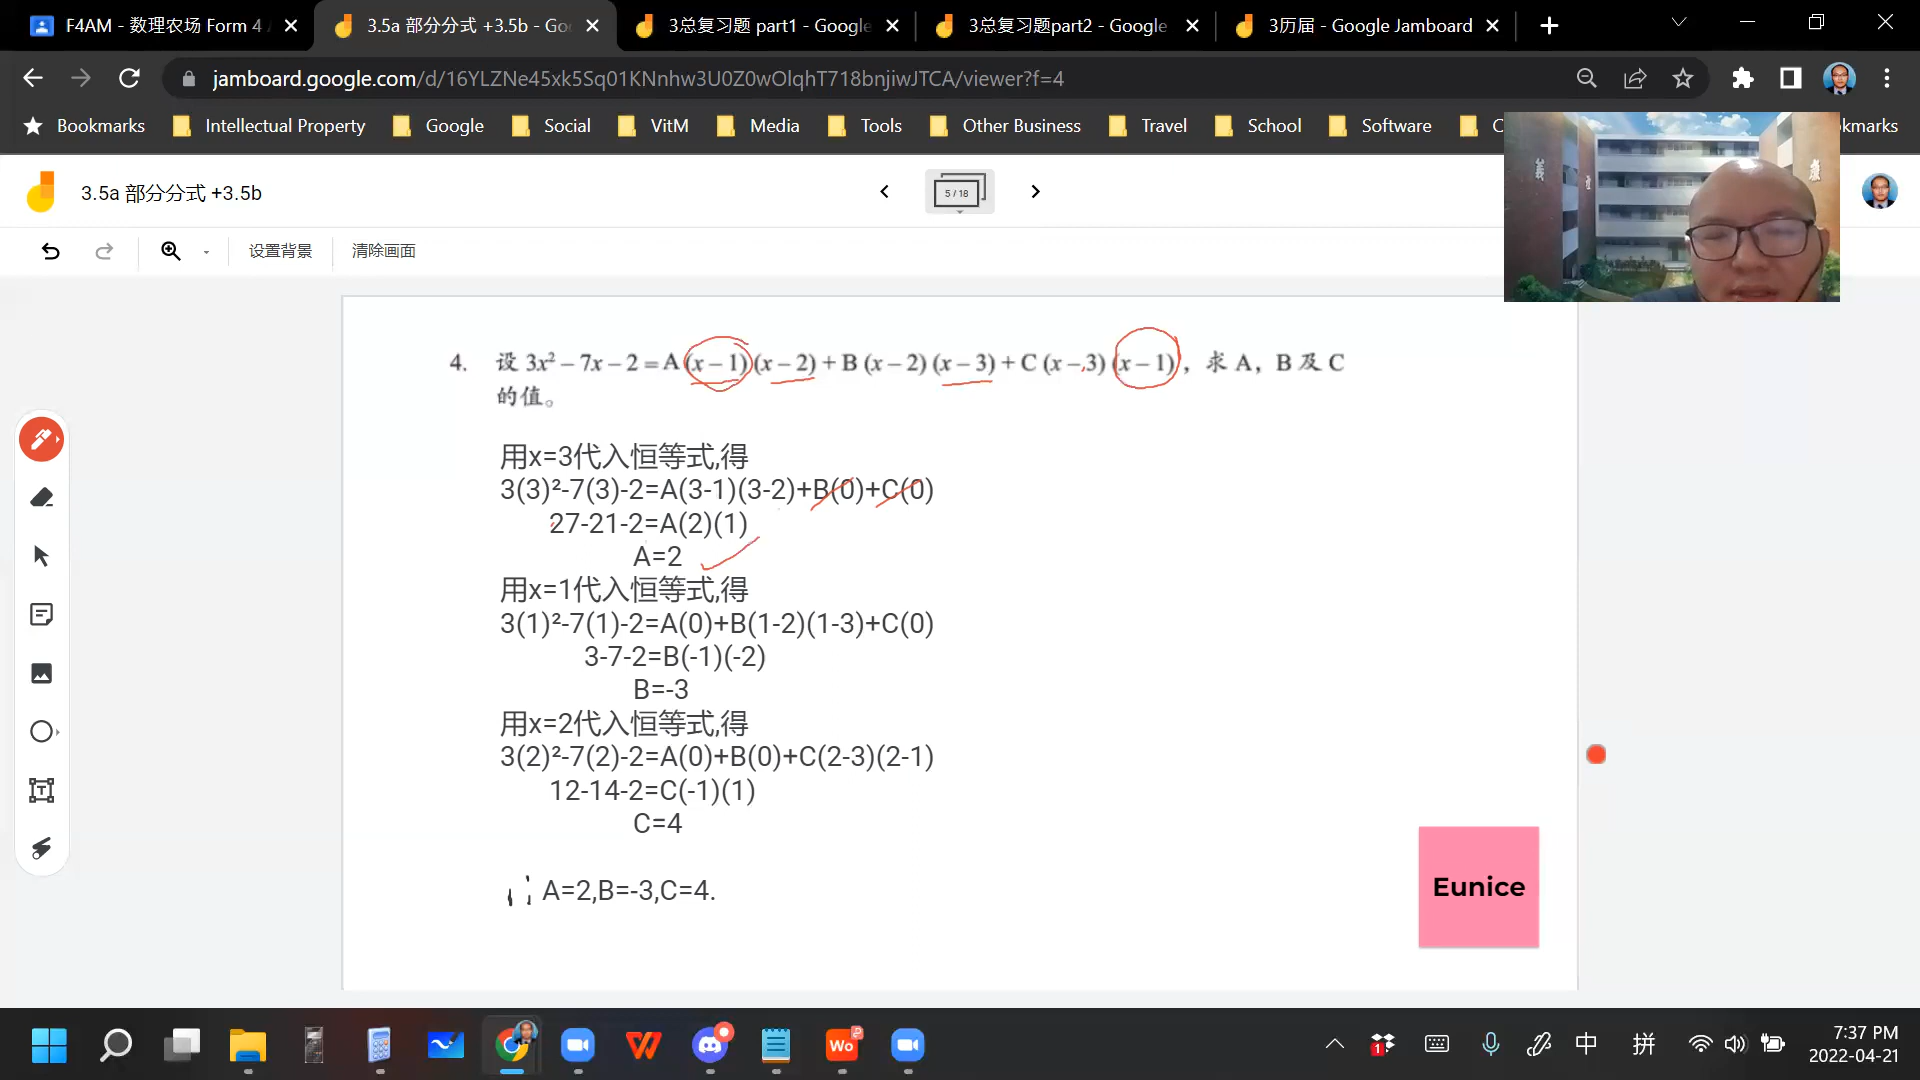 F4AM - 数理农场 Form 4
3.5a 部分分式 +3.5b - Go
3总复习题 part1 - Google
3总复习题part2 - Google
3历届 - Google Jamboard
jamboard.google.com/d/16YLZNe45xk5Sq01KNnhw3U0Z0wOlqhT718bnjiwJTCA/viewer?f=4
Bookmarks Intellectual Property Google Social VitM Media Tools Other Business Travel School Software
3.5a 部分分式 +3.5b
5 / 18
设置背景 清除画面
4. 设 3x² – 7x – 2 = A (x – 1) (x – 2) + B (x – 2) (x – 3) + C (x – 3) (x – 1)，求 A，B 及 C
的值。
用x=3代入恒等式,得
3(3)²-7(3)-2=A(3-1)(3-2)+B(0)+C(0)
27-21-2=A(2)(1)
A=2
用x=1代入恒等式,得
3(1)²-7(1)-2=A(0)+B(1-2)(1-3)+C(0)
3-7-2=B(-1)(-2)
B=-3
用x=2代入恒等式,得
3(2)²-7(2)-2=A(0)+B(0)+C(2-3)(2-1)
12-14-2=C(-1)(1)
C=4
A=2,B=-3,C=4.
Eunice
Wo
1
中
拼
7:37 PM
2022-04-21